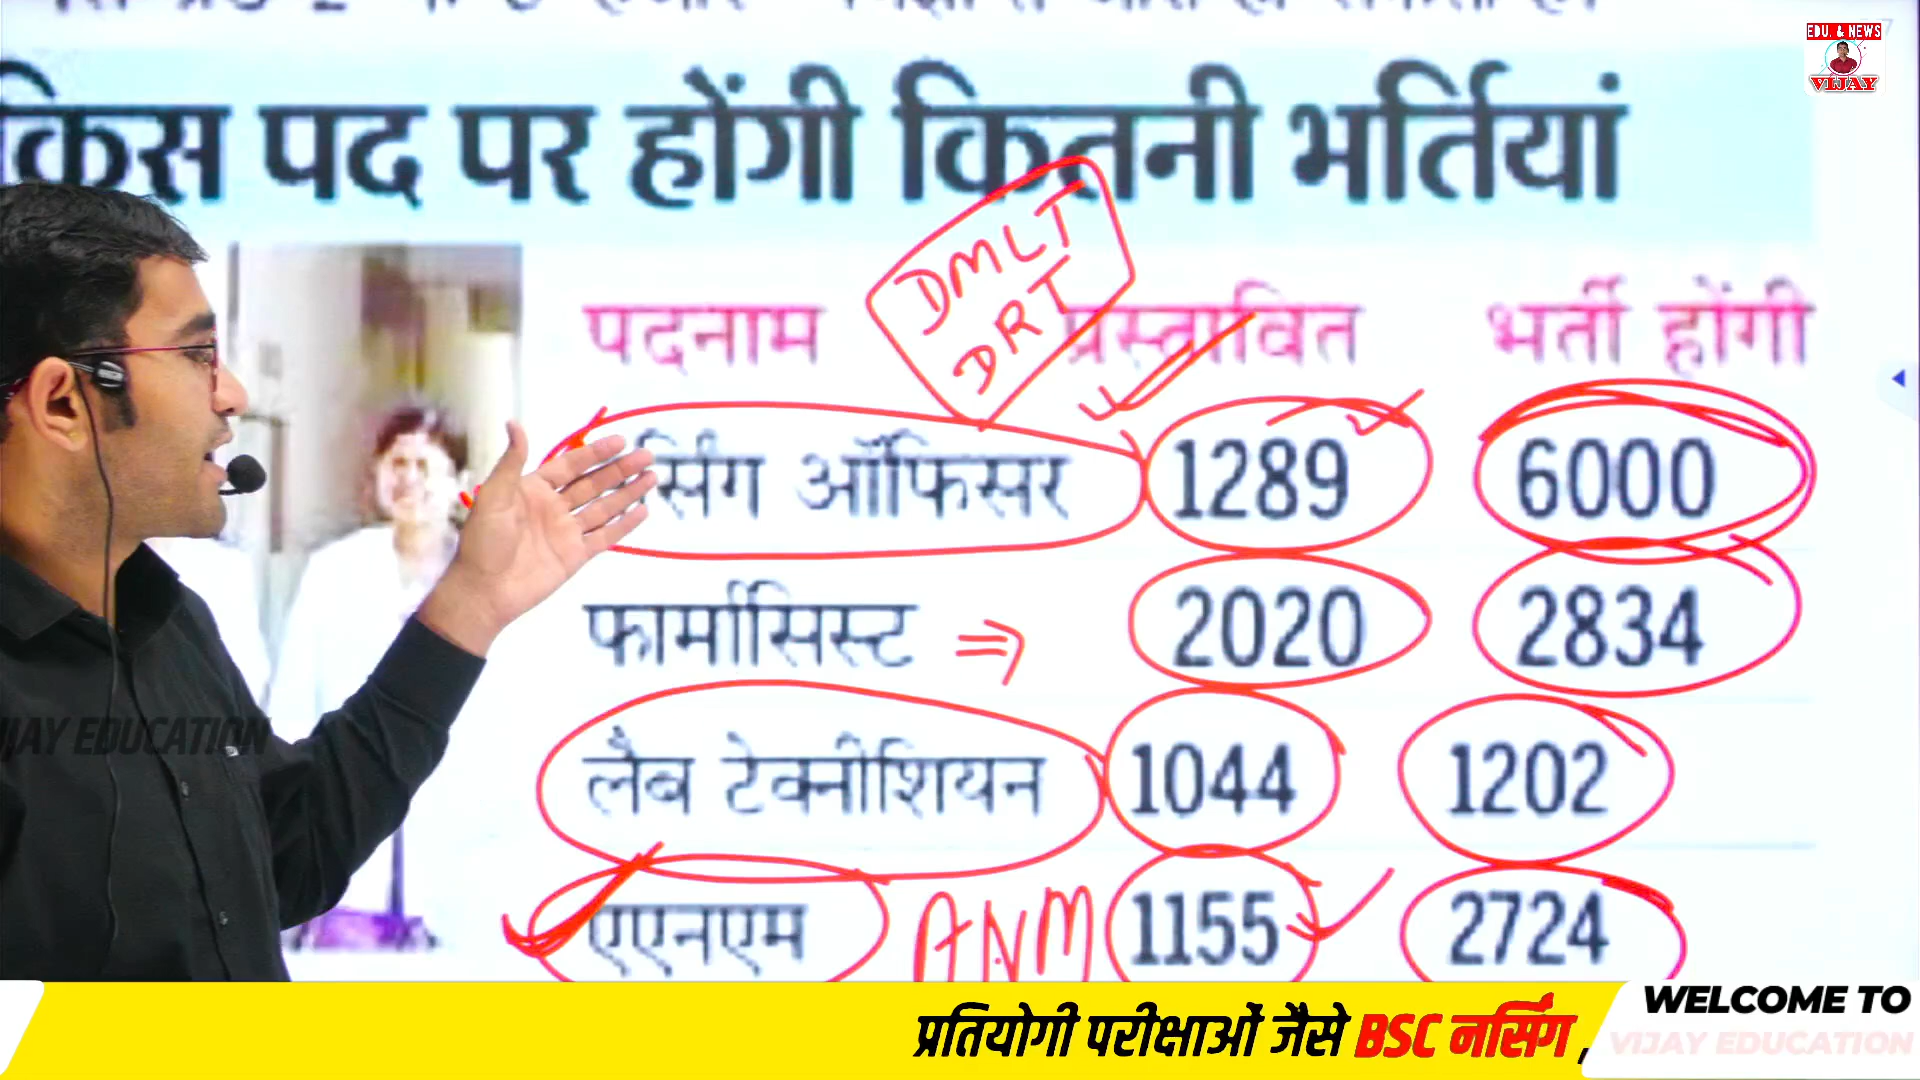 EDU. & NEWS
VIJAY
किस पद पर होंगी कितनी भर्तियां
DMLT
DRT
पदनाम प्रस्तावित भर्ती होंगी
ऑफिसर 1289 6000
फार्मासिस्ट ⇒ 2020 2834
लैब टेक्नीशियन 1044 1202
एएनएम ANM 1155 2724
EDUCATION
प्रतियोगी परीक्षाओं जैसे BSC नर्सिंग ,
WELCOME TO
VIJAY EDUCATION